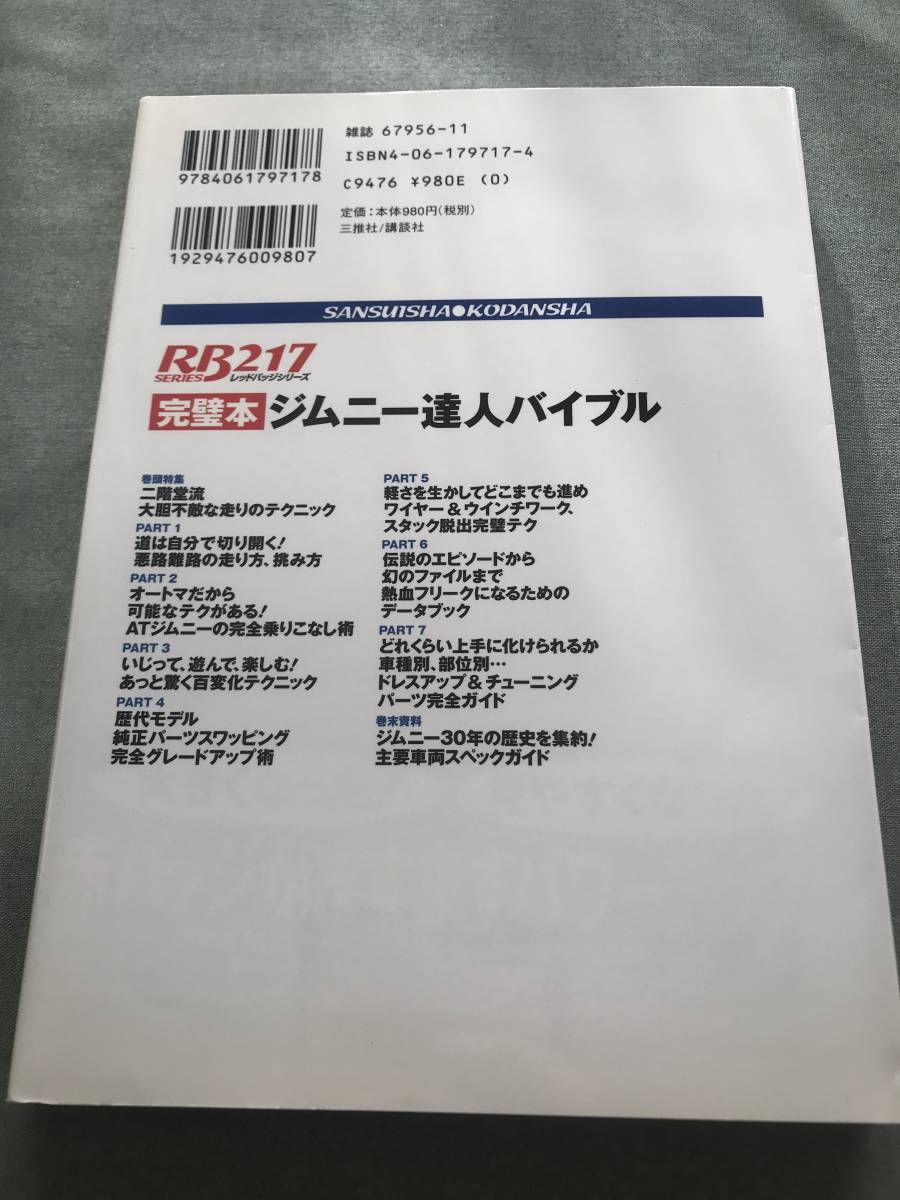 雑誌 67956-11
ISBN4-06-179717-4
C9476 ¥980E (0)
9784061797178
定価：本体980円（税別）
三推社/講談社
1929476009807
SANSUISHA●KODANSHA
RB217
SERIES レッドバッジシリーズ
完璧本 ジムニー達人バイブル
巻頭特集
二階堂流
大胆不敵な走りのテクニック
PART 1
道は自分で切り開く！
悪路難路の走り方、挑み方
PART 2
オートマだから
可能なテクがある！
ATジムニーの完全乗りこなし術
PART 3
いじって、遊んで、楽しむ！
あっと驚く百変化テクニック
PART 4
歴代モデル
純正パーツスワッピング
完全グレードアップ術
PART 5
軽さを生かしてどこまでも進め
ワイヤー＆ウインチワーク、
スタック脱出完璧テク
PART 6
伝説のエピソードから
幻のファイルまで
熱血フリークになるための
データブック
PART 7
どれくらい上手に化けられるか
車種別、部位別…
ドレスアップ＆チューニング
パーツ完全ガイド
巻末資料
ジムニー30年の歴史を集約！
主要車両スペックガイド